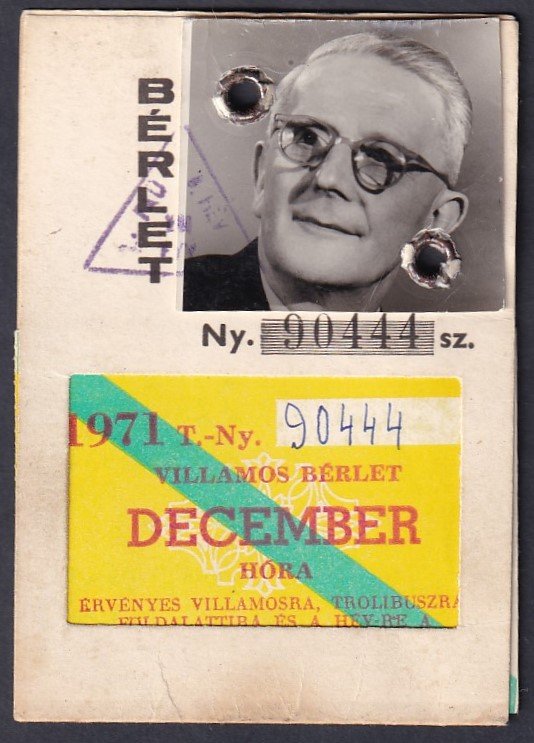 BÉRLET
Ny. 90444 sz.
1971 T.-Ny. 90444
VILLAMOS BÉRLET
DECEMBER
HÓRA
ÉRVÉNYES VILLAMOSRA, TROLIBUSZRA
FÖLDALATTIRA ÉS A HÉV-RE A